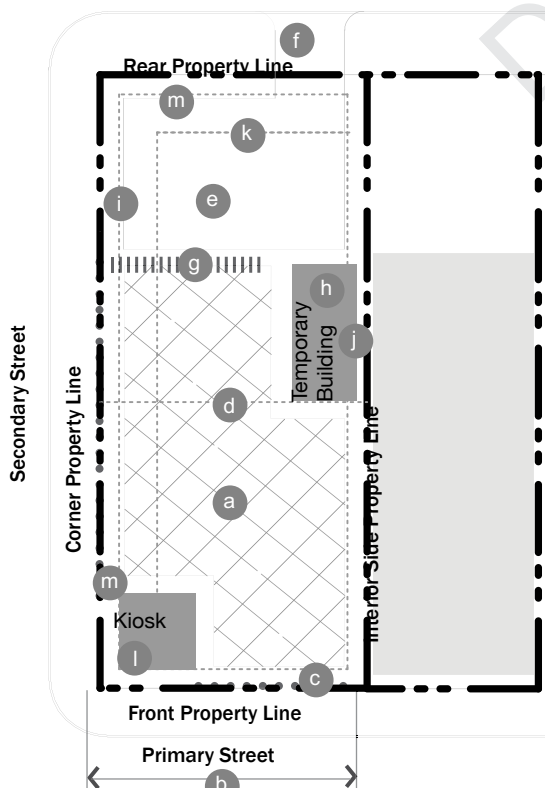 f
Rear Property Line
m
k
i
e
g
h
Temporary
Building
j
Secondary Street
Corner Property Line
d
Interior Side Property Line
a
m
Kiosk
l
c
Front Property Line
Primary Street
b